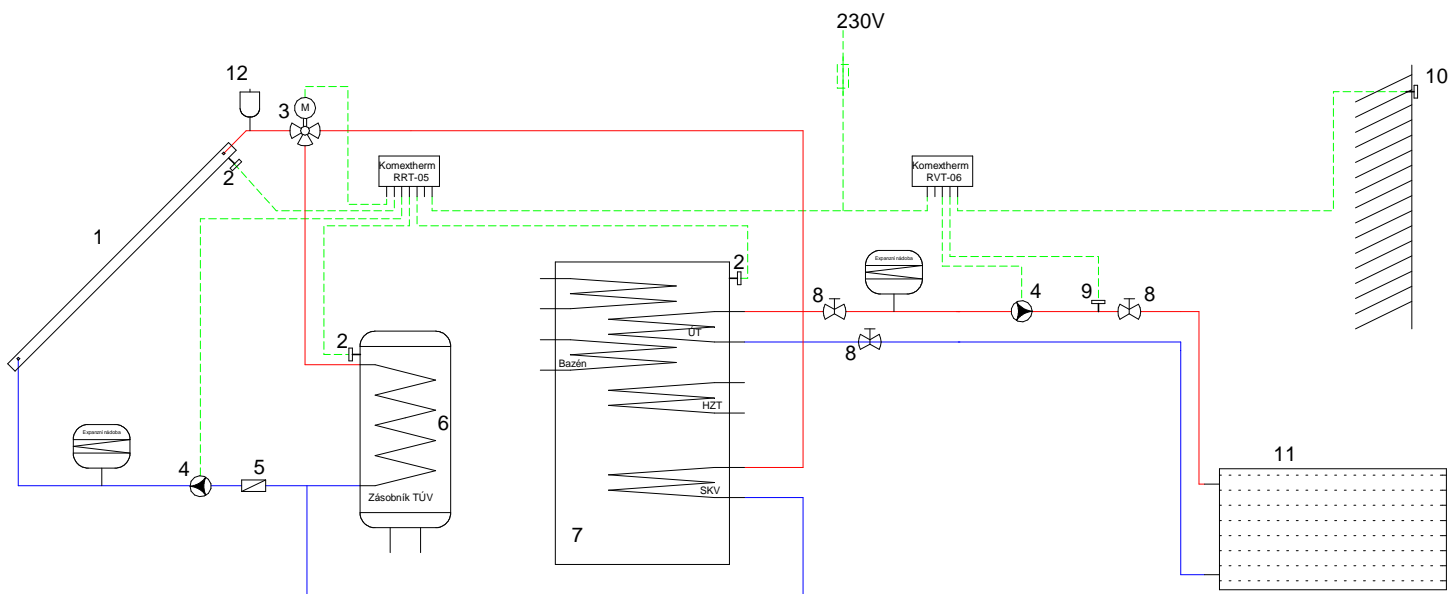 230V
12
10
3
M
Komextherm
RRT-05
Komextherm
RVT-06
2
1
2
Expanzní nádoba
8
4
9
8
ÚT
2
8
Bazén
HZT
6
Expanzní nádoba
11
4
5
SKV
Zásobník TÚV
7